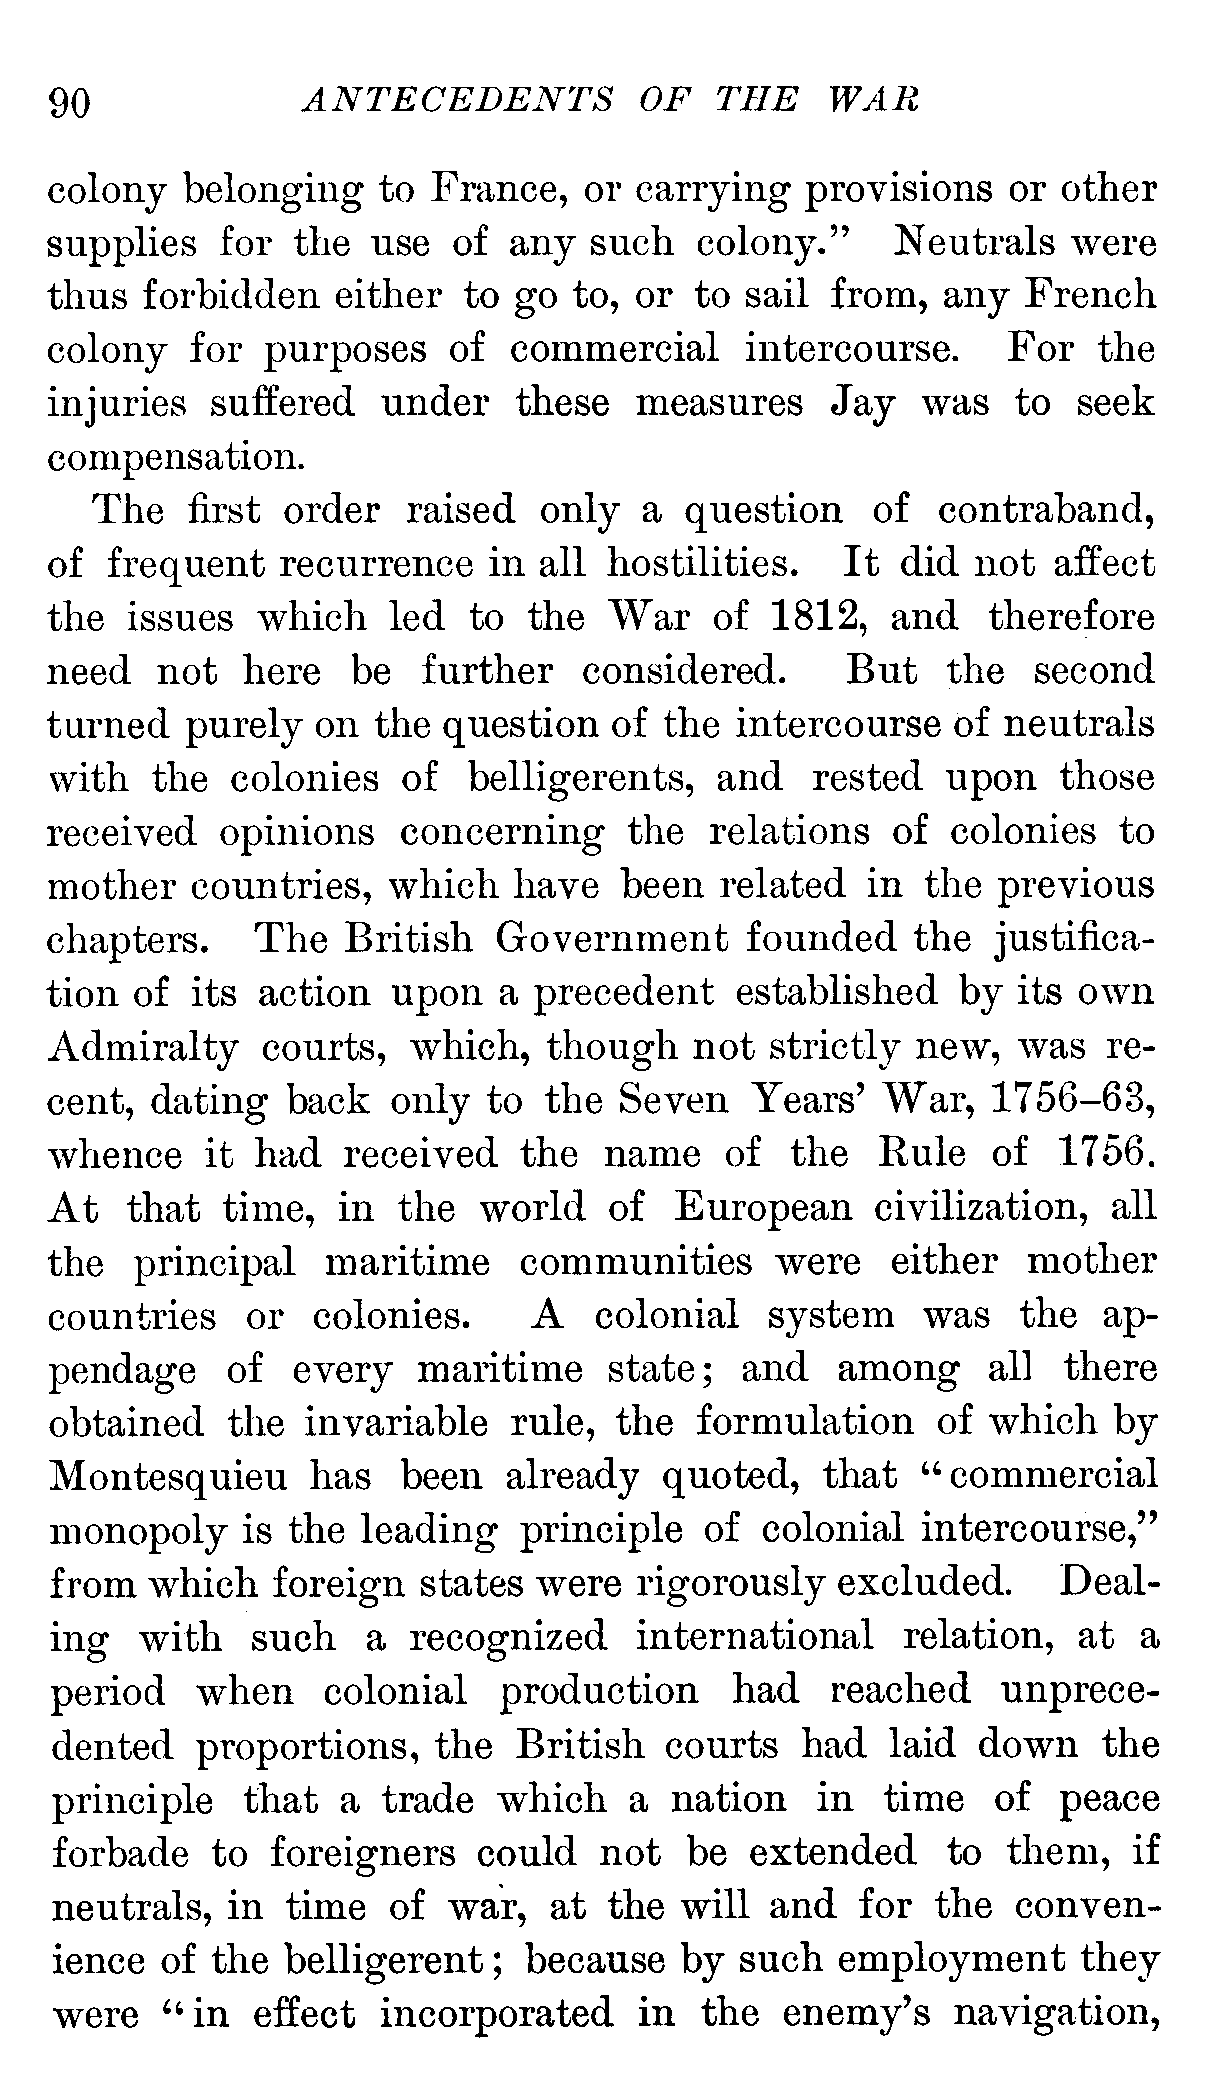 90 ANTECEDENTS OF THE WAR
colony belonging to France, or carrying provisions or other
supplies for the use of any such colony.” Neutrals were
thus forbidden either to go to, or to sail from, any French
colony for purposes of commercial intercourse. For the
injuries suffered under these measures Jay was to seek
compensation.
The first order raised only a question of contraband,
of frequent recurrence in all hostilities. It did not affect
the issues which led to the War of 1812, and therefore
need not here be further considered. But the second
turned purely on the question of the intercourse of neutrals
with the colonies of belligerents, and rested upon those
received opinions concerning the relations of colonies to
mother countries, which have been related in the previous
chapters. The British Government founded the justifica-
tion of its action upon a precedent established by its own
Admiralty courts, which, though not strictly new, was re-
cent, dating back only to the Seven Years’ War, 1756–63,
whence it had received the name of the Rule of 1756.
At that time, in the world of European civilization, all
the principal maritime communities were either mother
countries or colonies. A colonial system was the ap-
pendage of every maritime state; and among all there
obtained the invariable rule, the formulation of which by
Montesquieu has been already quoted, that “commercial
monopoly is the leading principle of colonial intercourse,”
from which foreign states were rigorously excluded. Deal-
ing with such a recognized international relation, at a
period when colonial production had reached unprece-
dented proportions, the British courts had laid down the
principle that a trade which a nation in time of peace
forbade to foreigners could not be extended to them, if
neutrals, in time of war, at the will and for the conven-
ience of the belligerent; because by such employment they
were “in effect incorporated in the enemy’s navigation,